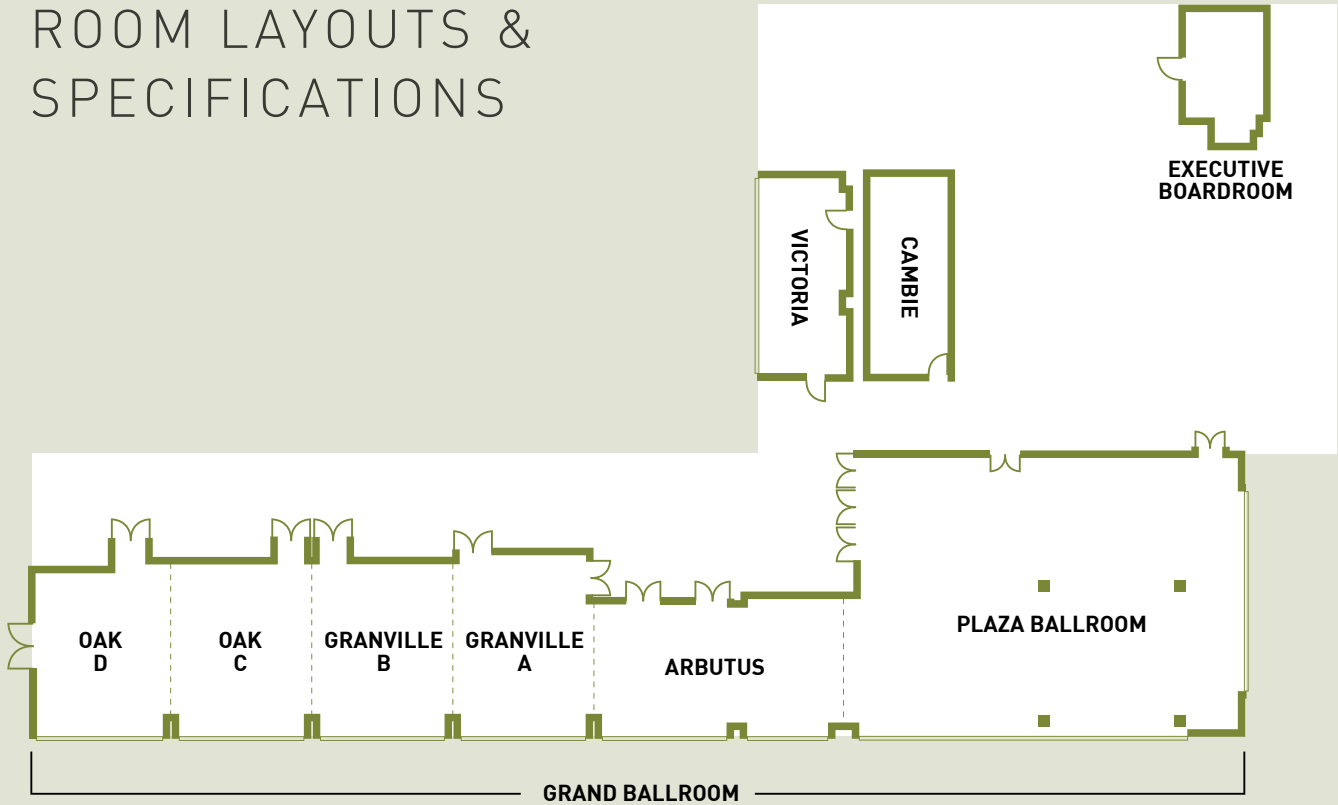 ROOM LAYOUTS &
SPECIFICATIONS
EXECUTIVE
BOARDROOM
VICTORIA
CAMBIE
OAK
D
OAK
C
GRANVILLE
B
GRANVILLE
A
ARBUTUS
PLAZA BALLROOM
GRAND BALLROOM